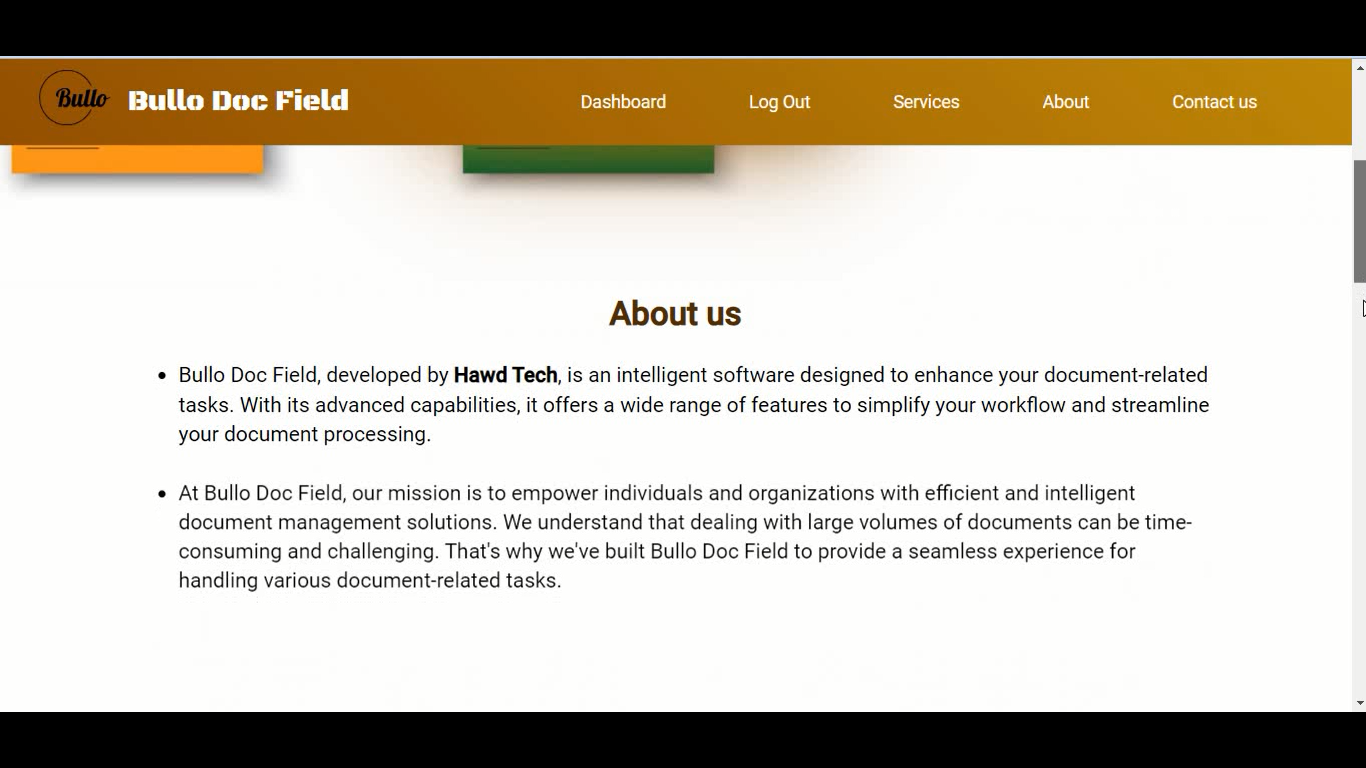 Bullo Bullo Doc Field Dashboard Log Out Services About Contact us
About us
• Bullo Doc Field, developed by Hawd Tech, is an intelligent software designed to enhance your document-related
tasks. With its advanced capabilities, it offers a wide range of features to simplify your workflow and streamline
your document processing.
• At Bullo Doc Field, our mission is to empower individuals and organizations with efficient and intelligent
document management solutions. We understand that dealing with large volumes of documents can be time-
consuming and challenging. That's why we've built Bullo Doc Field to provide a seamless experience for
handling various document-related tasks.